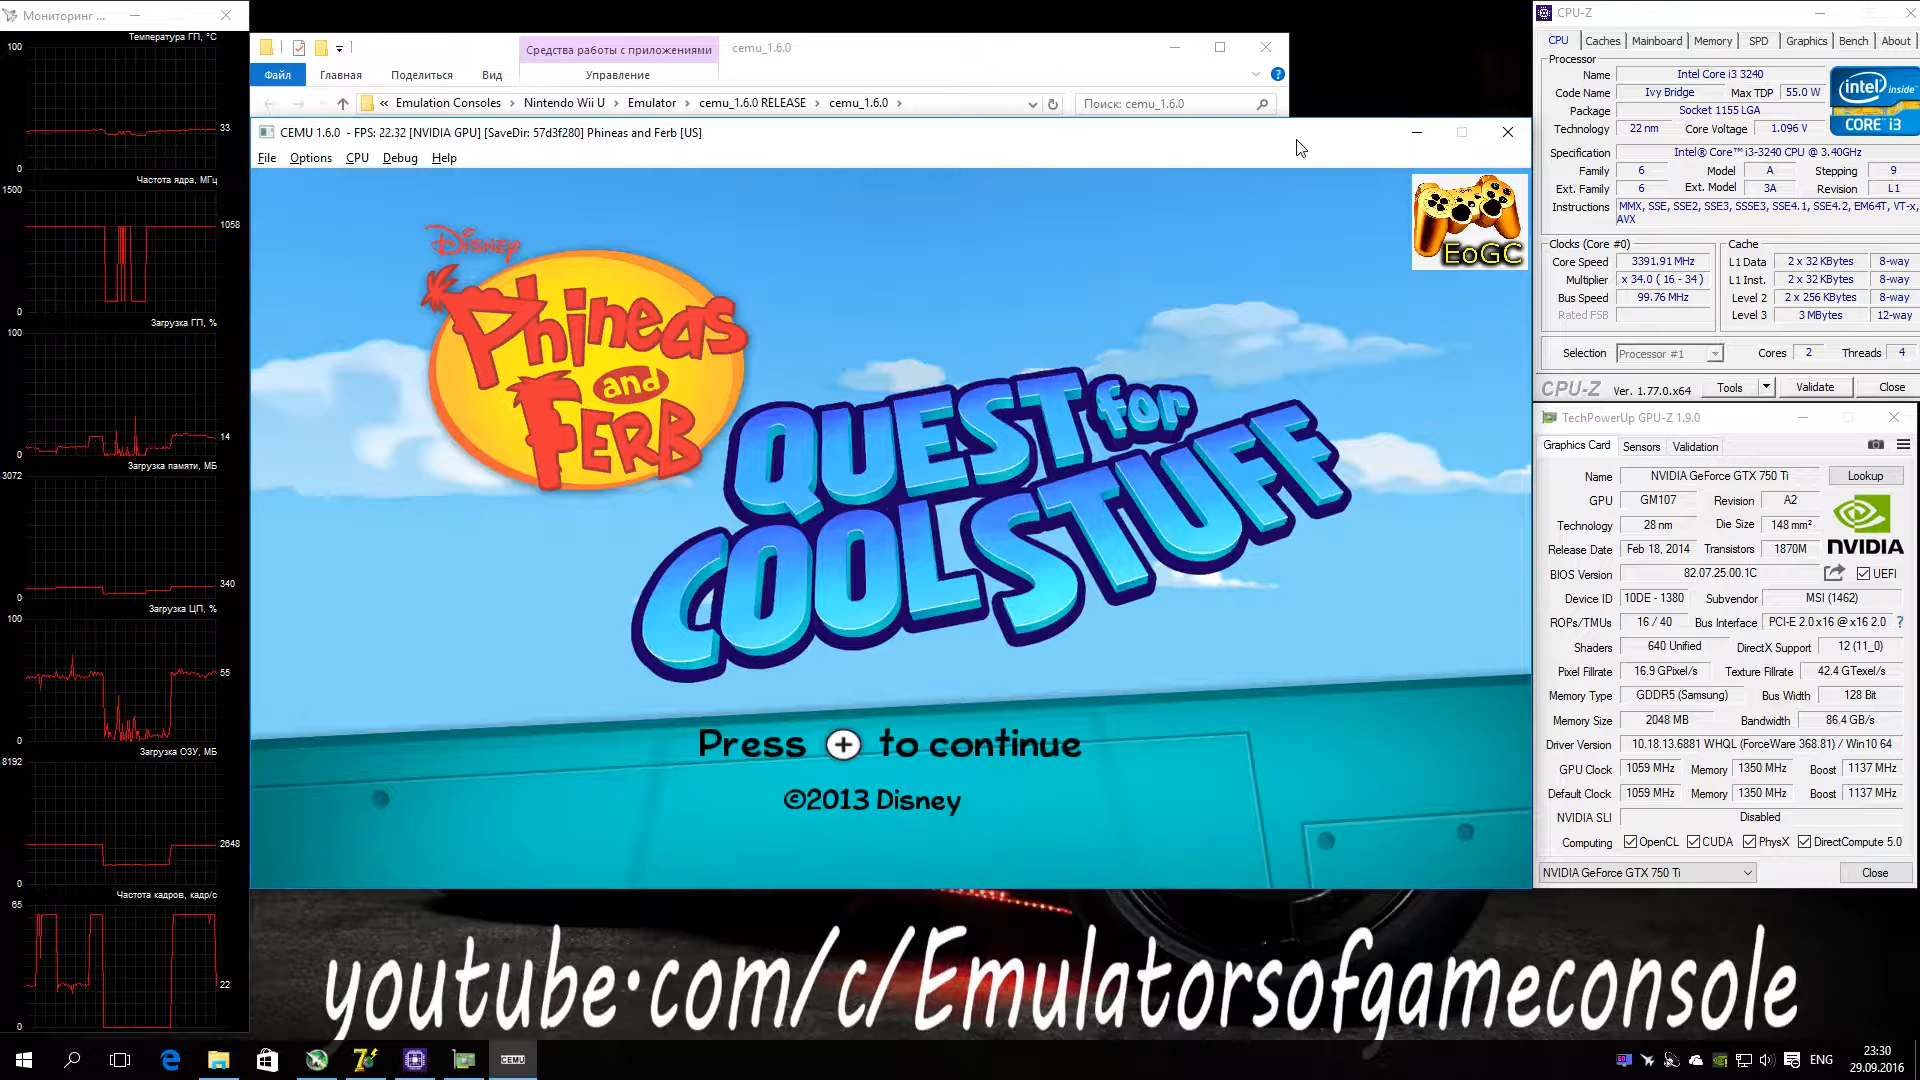 Мониторинг ...
Температура ГП, °C
100
33
0
Частота ядра, МГц
1500
1058
0
Загрузка ГП, %
100
14
0
Загрузка памяти, МБ
3072
340
0
Загрузка ЦП, %
100
55
0
Загрузка ОЗУ, МБ
8192
2648
0
Частота кадров, кадр/с
65
22
0
Средства работы с приложениями
cemu_1.6.0
Файл
Главная
Поделиться
Вид
Управление
« Emulation Consoles › Nintendo Wii U › Emulator › cemu_1.6.0 RELEASE › cemu_1.6.0 ›
Поиск: cemu_1.6.0
CEMU 1.6.0 - FPS: 22.32 [NVIDIA GPU] [SaveDir: 57d3f280] Phineas and Ferb [US]
File Options CPU Debug Help
EoGC
Disney
Phineas
and
Ferb
QUEST for
COOL STUFF
Press + to continue
©2013 Disney
youtube.com/c/Emulatorsofgameconsole
CPU-Z
CPU Caches Mainboard Memory SPD Graphics Bench About
Processor
Name Intel Core i3 3240
Code Name Ivy Bridge Max TDP 55.0 W
Package Socket 1155 LGA
Technology 22 nm Core Voltage 1.096 V
intel inside
CORE i3
Specification Intel® Core™ i3-3240 CPU @ 3.40GHz
Family 6 Model A Stepping 9
Ext. Family 6 Ext. Model 3A Revision L1
Instructions MMX, SSE, SSE2, SSE3, SSSE3, SSE4.1, SSE4.2, EM64T, VT-x,
AVX
Clocks (Core #0)
Core Speed 3391.91 MHz
Multiplier x 34.0 ( 16 - 34 )
Bus Speed 99.76 MHz
Rated FSB
Cache
L1 Data 2 x 32 KBytes 8-way
L1 Inst. 2 x 32 KBytes 8-way
Level 2 2 x 256 KBytes 8-way
Level 3 3 MBytes 12-way
Selection Processor #1 Cores 2 Threads 4
CPU-Z Ver. 1.77.0.x64 Tools Validate Close
TechPowerUp GPU-Z 1.9.0
Graphics Card Sensors Validation
Name NVIDIA GeForce GTX 750 Ti Lookup
GPU GM107 Revision A2
Technology 28 nm Die Size 148 mm²
Release Date Feb 18, 2014 Transistors 1870M
NVIDIA
BIOS Version 82.07.25.00.1C UEFI
Device ID 10DE - 1380 Subvendor MSI (1462)
ROPs/TMUs 16 / 40 Bus Interface PCI-E 2.0 x16 @ x16 2.0 ?
Shaders 640 Unified DirectX Support 12 (11_0)
Pixel Fillrate 16.9 GPixel/s Texture Fillrate 42.4 GTexel/s
Memory Type GDDR5 (Samsung) Bus Width 128 Bit
Memory Size 2048 MB Bandwidth 86.4 GB/s
Driver Version 10.18.13.6881 WHQL (ForceWare 368.81) / Win10 64
GPU Clock 1059 MHz Memory 1350 MHz Boost 1137 MHz
Default Clock 1059 MHz Memory 1350 MHz Boost 1137 MHz
NVIDIA SLI Disabled
Computing OpenCL CUDA PhysX DirectCompute 5.0
NVIDIA GeForce GTX 750 Ti Close
CEMU
ENG
23:30
29.09.2016